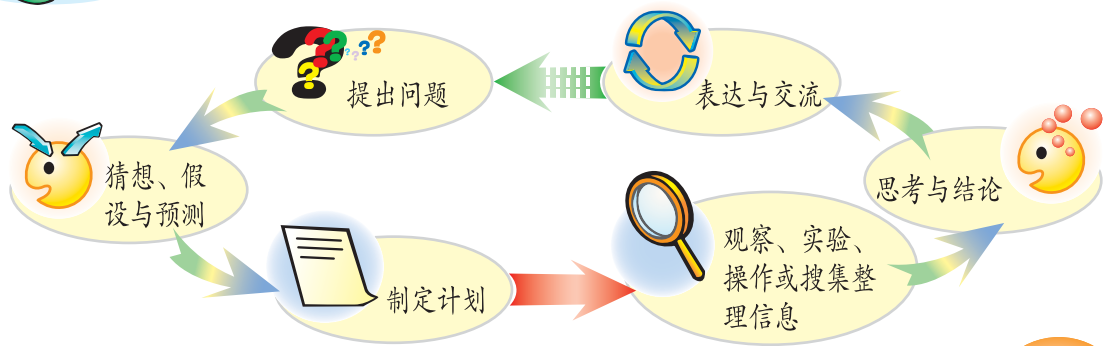 提出问题
表达与交流
猜想、假
设与预测
思考与结论
制定计划
观察、实验、
操作或搜集整
理信息